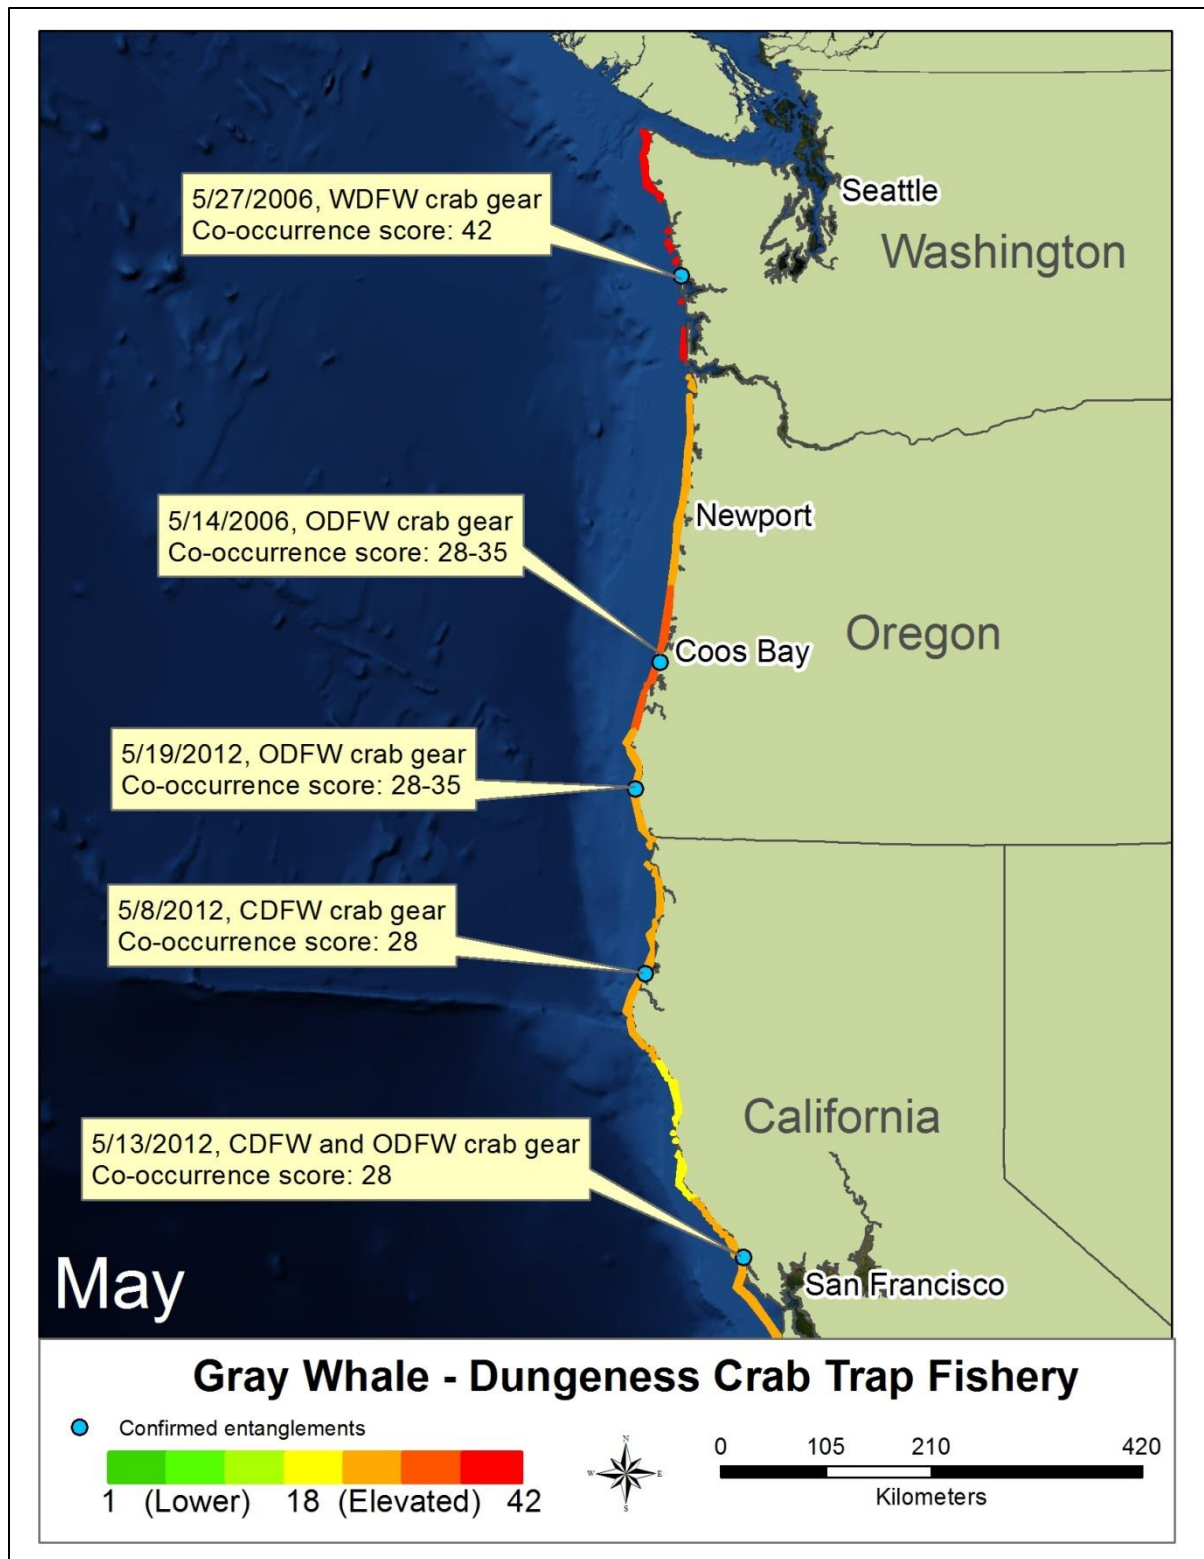 Seattle
5/27/2006, WDFW crab gear
Co-occurrence score: 42
Washington
5/14/2006, ODFW crab gear
Co-occurrence score: 28-35
Newport
Oregon
Coos Bay
5/19/2012, ODFW crab gear
Co-occurrence score: 28-35
5/8/2012, CDFW crab gear
Co-occurrence score: 28
California
5/13/2012, CDFW and ODFW crab gear
Co-occurrence score: 28
San Francisco
May
Gray Whale - Dungeness Crab Trap Fishery
Confirmed entanglements
1 (Lower) 18 (Elevated) 42
N
W E
S
0 105 210 420
Kilometers